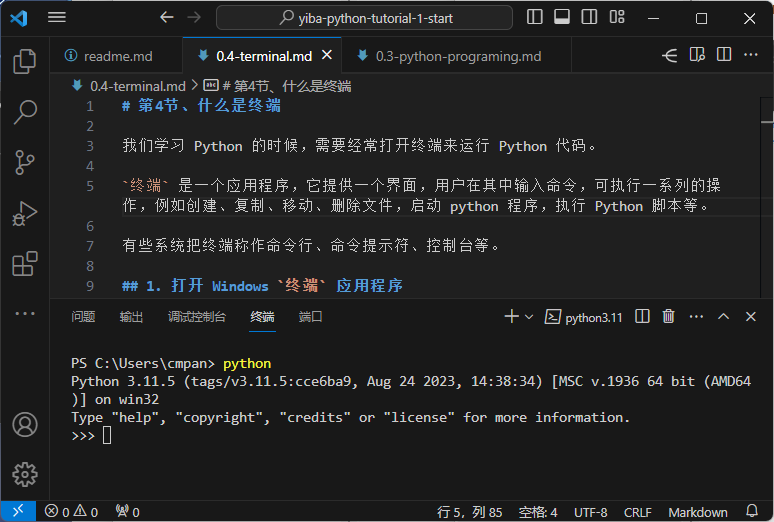 yiba-python-tutorial-1-start
readme.md
0.4-terminal.md
0.3-python-programing.md
0.4-terminal.md > # 第4节、什么是终端
1 # 第4节、什么是终端
2
3 我们学习 Python 的时候，需要经常打开终端来运行 Python 代码。
4
5 `终端` 是一个应用程序，它提供一个界面，用户在其中输入命令，可执行一系列的操
作，例如创建、复制、移动、删除文件，启动 python 程序，执行 Python 脚本等。
6
7 有些系统把终端称作命令行、命令提示符、控制台等。
8
9 ## 1. 打开 Windows `终端` 应用程序
问题 输出 调试控制台 终端 端口 python3.11
PS C:\Users\cmpan> python
Python 3.11.5 (tags/v3.11.5:cce6ba9, Aug 24 2023, 14:38:34) [MSC v.1936 64 bit (AMD64
)] on win32
Type "help", "copyright", "credits" or "license" for more information.
>>>
0 0 0 行 5，列 85 空格: 4 UTF-8 CRLF Markdown